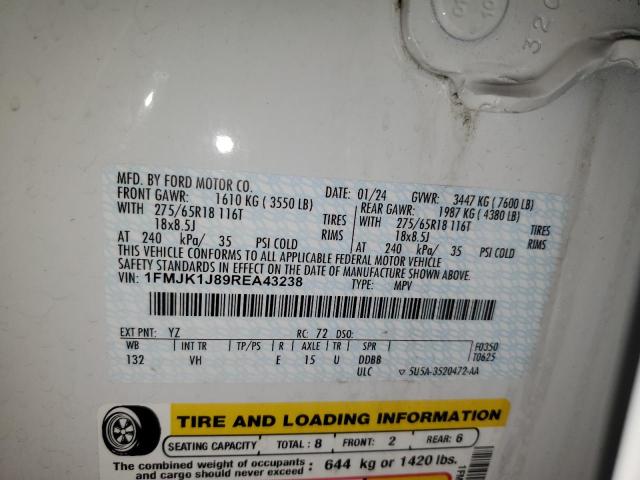 320
MFD. BY FORD MOTOR CO.
DATE: 01/24 GVWR: 3447 KG (7600 LB)
FRONT GAWR: 1610 KG (3550 LB) REAR GAWR: 1987 KG (4380 LB)
WITH 275/65R18 116T TIRES WITH 275/65R18 116T TIRES
18x8.5J RIMS 18x8.5J RIMS
AT 240 kPa/ 35 PSI COLD AT 240 kPa/ 35 PSI COLD
THIS VEHICLE CONFORMS TO ALL APPLICABLE FEDERAL MOTOR VEHICLE
SAFETY STANDARDS IN EFFECT ON THE DATE OF MANUFACTURE SHOWN ABOVE.
VIN: 1FMJK1J89REA43238 TYPE: MPV
EXT PNT: YZ RC: 72 DSO: F0350
WB INT TR TP/PS R AXLE TR SPR T0625
132 VH E 15 U DDBB
ULC ▽ 5U5A-3520472-AA
TIRE AND LOADING INFORMATION
SEATING CAPACITY TOTAL: 8 FRONT: 2 REAR: 6
The combined weight of occupants and cargo should never exceed : 644 kg or 1420 lbs.